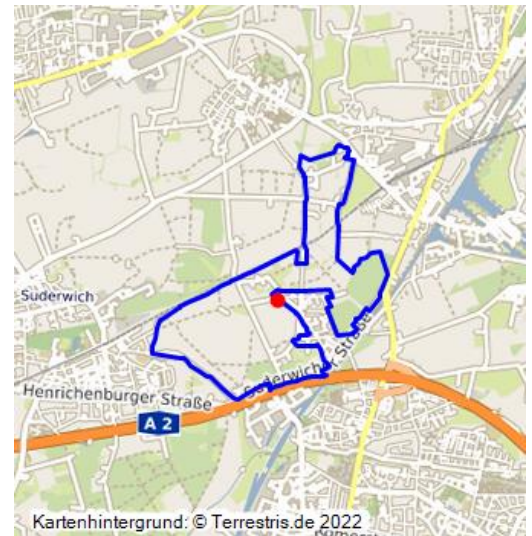 Suderwich
Suderwicher Straße
Henrichenburger Straße
A 2
Kartenhintergrund: © Terrestris.de 2022